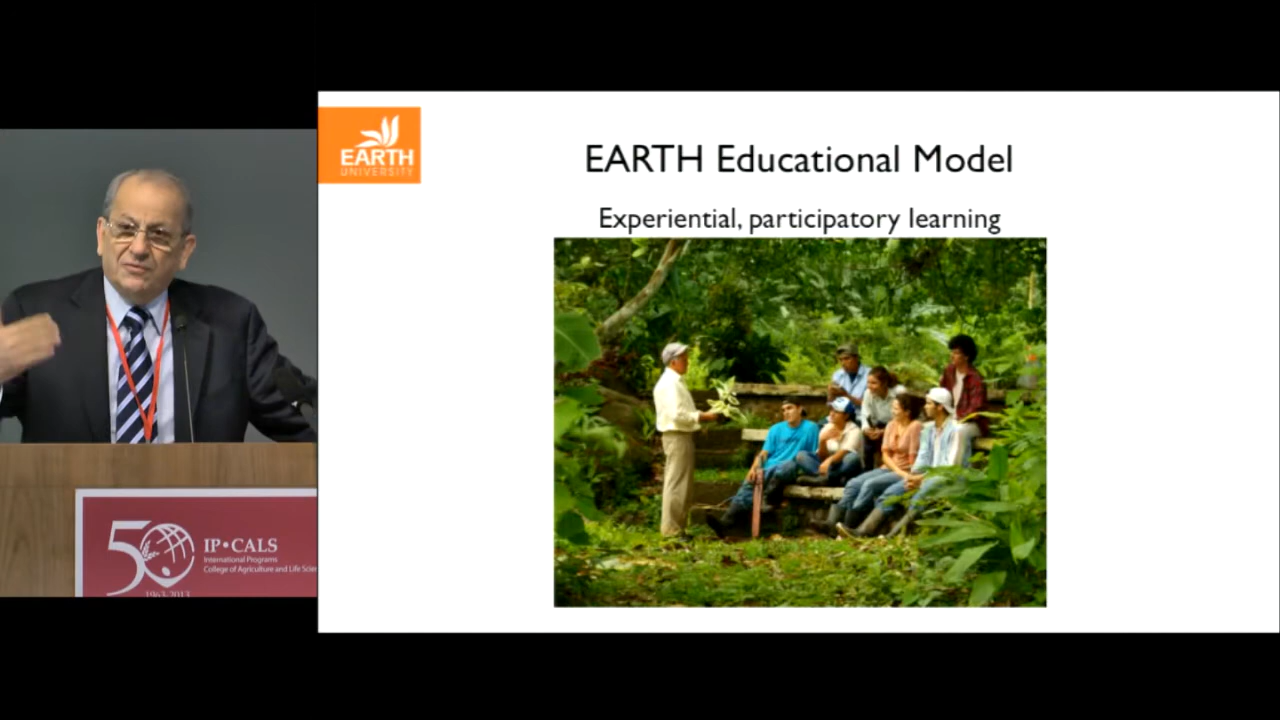 EARTH
UNIVERSITY
EARTH Educational Model
Experiential, participatory learning
50
IP•CALS
International Programs
College of Agriculture and Life
1963-2013